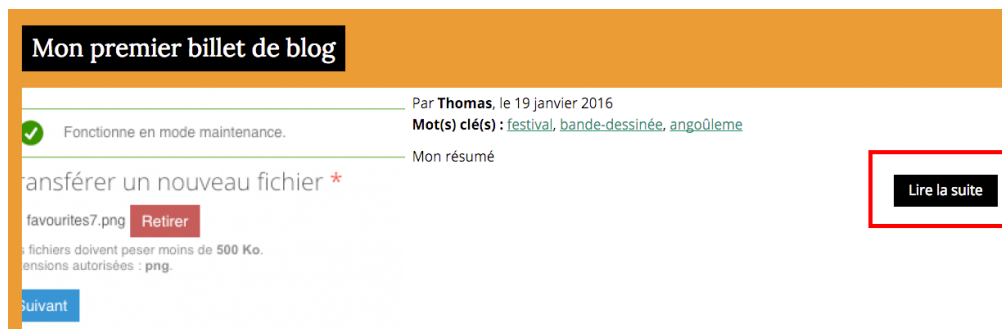 Mon premier billet de blog
Fonctionne en mode maintenance.
ransférer un nouveau fichier *
favourites7.png Retirer
fichiers doivent peser moins de 500 Ko.
ensions autorisées : png.
Suivant
Par Thomas, le 19 janvier 2016
Mot(s) clé(s) : festival, bande-dessinée, angoûleme
Mon résumé
Lire la suite